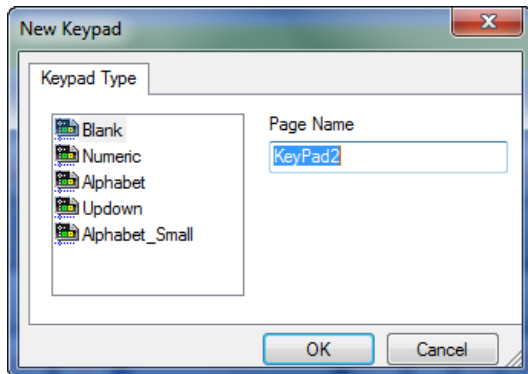 New Keypad
Keypad Type
Blank
Numeric
Alphabet
Updown
Alphabet_Small
Page Name
KeyPad2
OK
Cancel